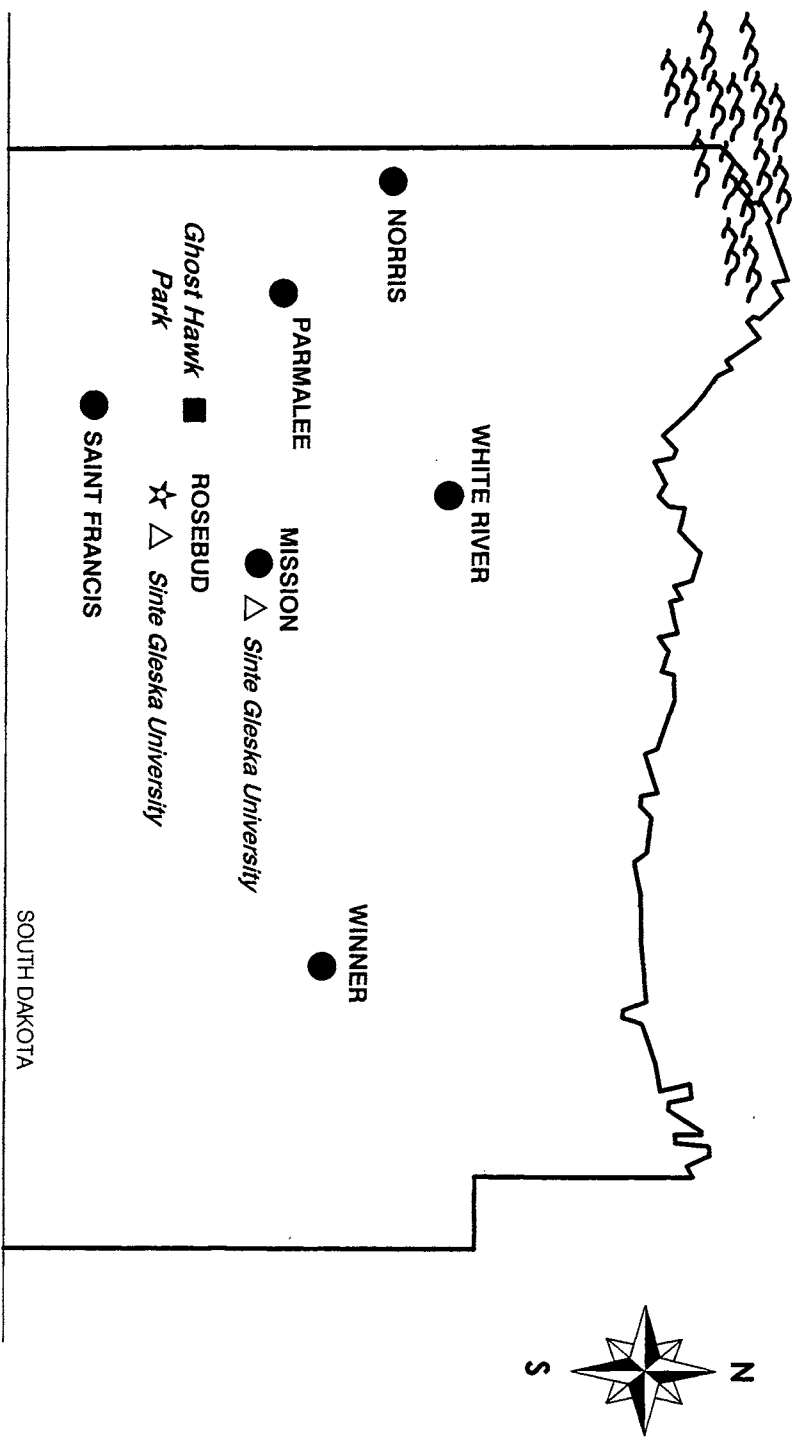 N
WHITE RIVER
NORRIS
WINNER
PARMALEE
MISSION
Sinte Gleska University
Ghost Hawk
Park
ROSEBUD
Sinte Gleska University
SAINT FRANCIS
SOUTH DAKOTA
S